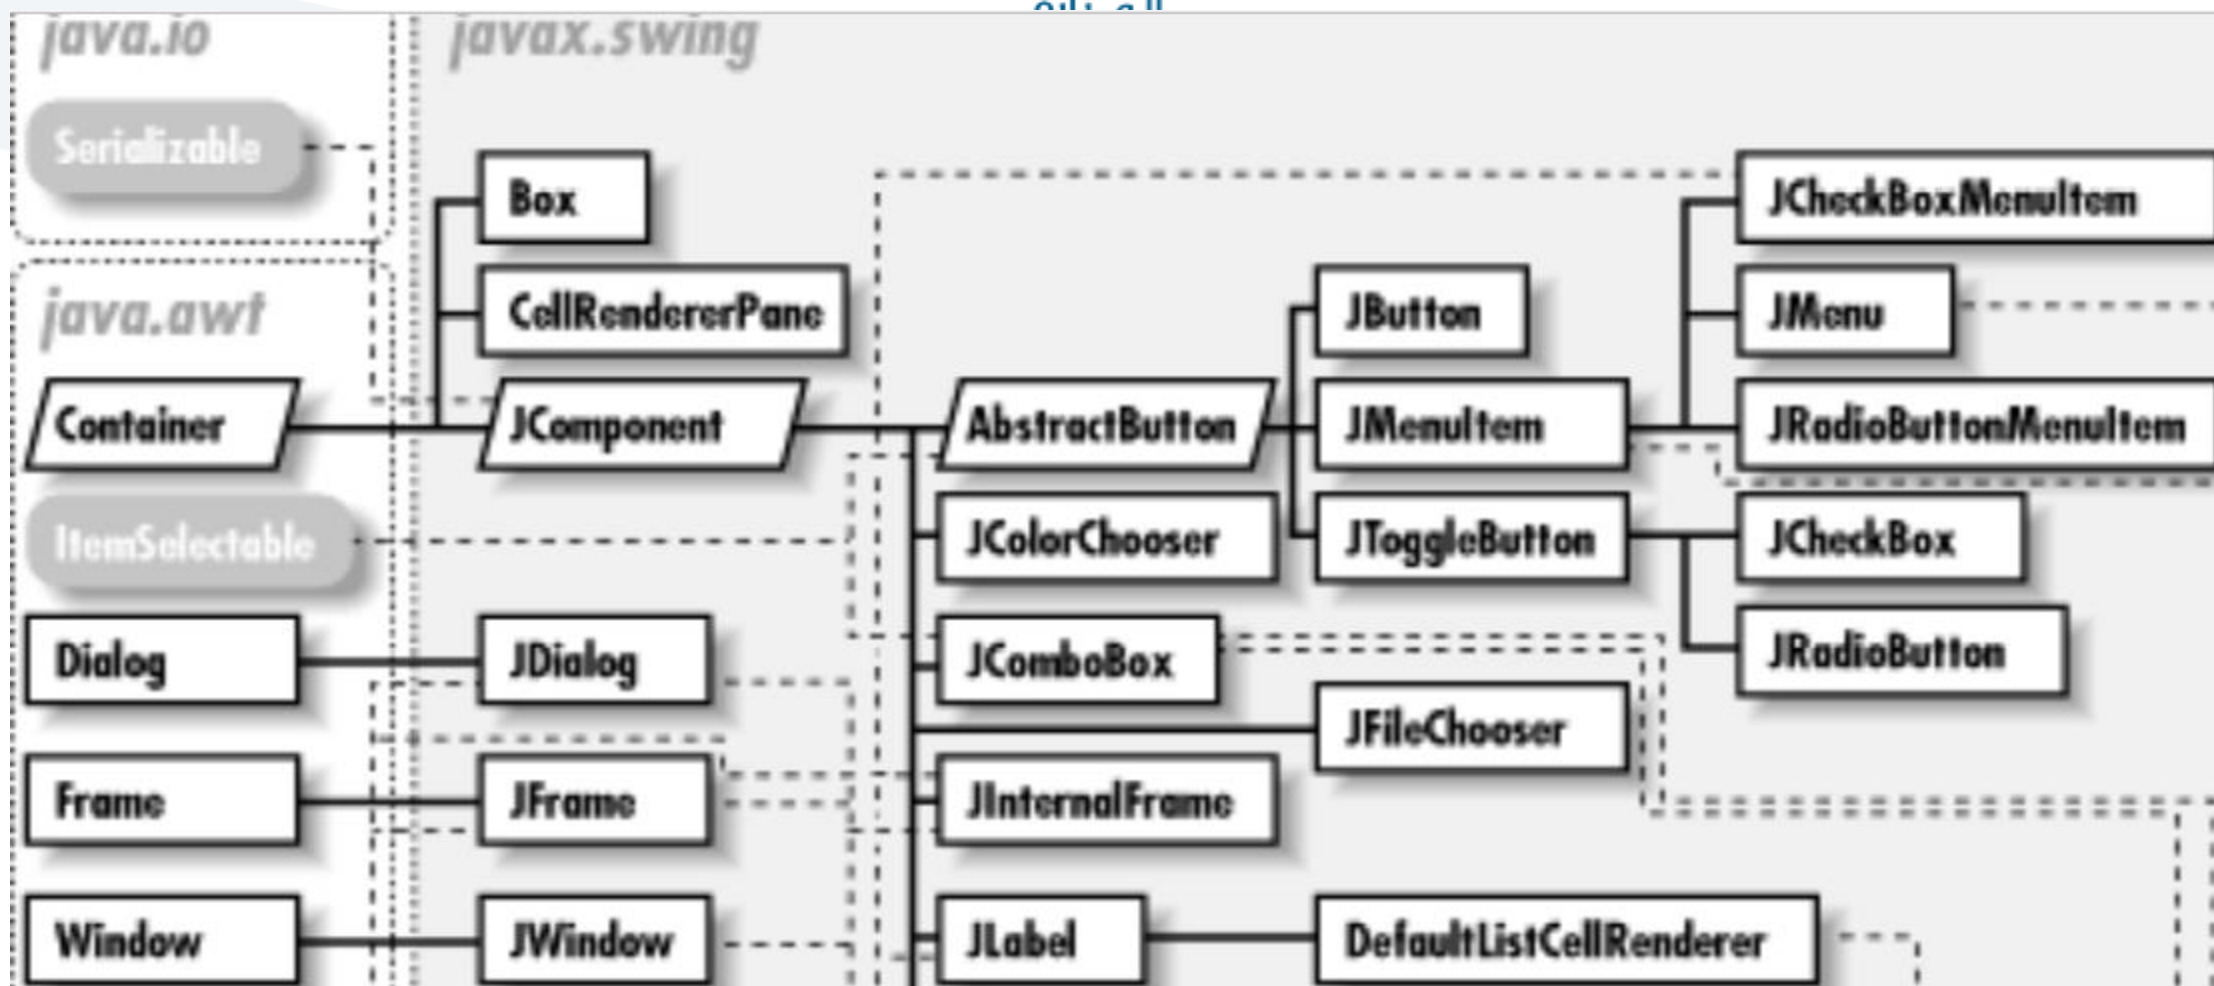 java.io
javax.swing
Serializable
Box
JCheckBoxMenuItem
CellRendererPane
JButton
JMenu
java.awt
Container
JComponent
AbstractButton
JMenuItem
JRadioButtonMenuItem
ItemSelectable
JColorChooser
JToggleButton
JCheckBox
Dialog
JDialog
JComboBox
JRadioButton
JFileChooser
Frame
JFrame
JInternalFrame
Window
JWindow
JLabel
DefaultListCellRenderer